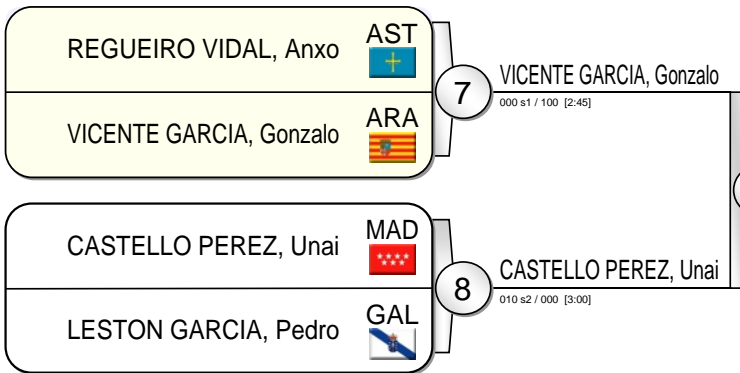 REGUEIRO VIDAL, Anxo AST
VICENTE GARCIA, Gonzalo ARA
7
VICENTE GARCIA, Gonzalo
000 s1 / 100 [2:45]
CASTELLO PEREZ, Unai MAD
LESTON GARCIA, Pedro GAL
8
CASTELLO PEREZ, Unai
010 s2 / 000 [3:00]